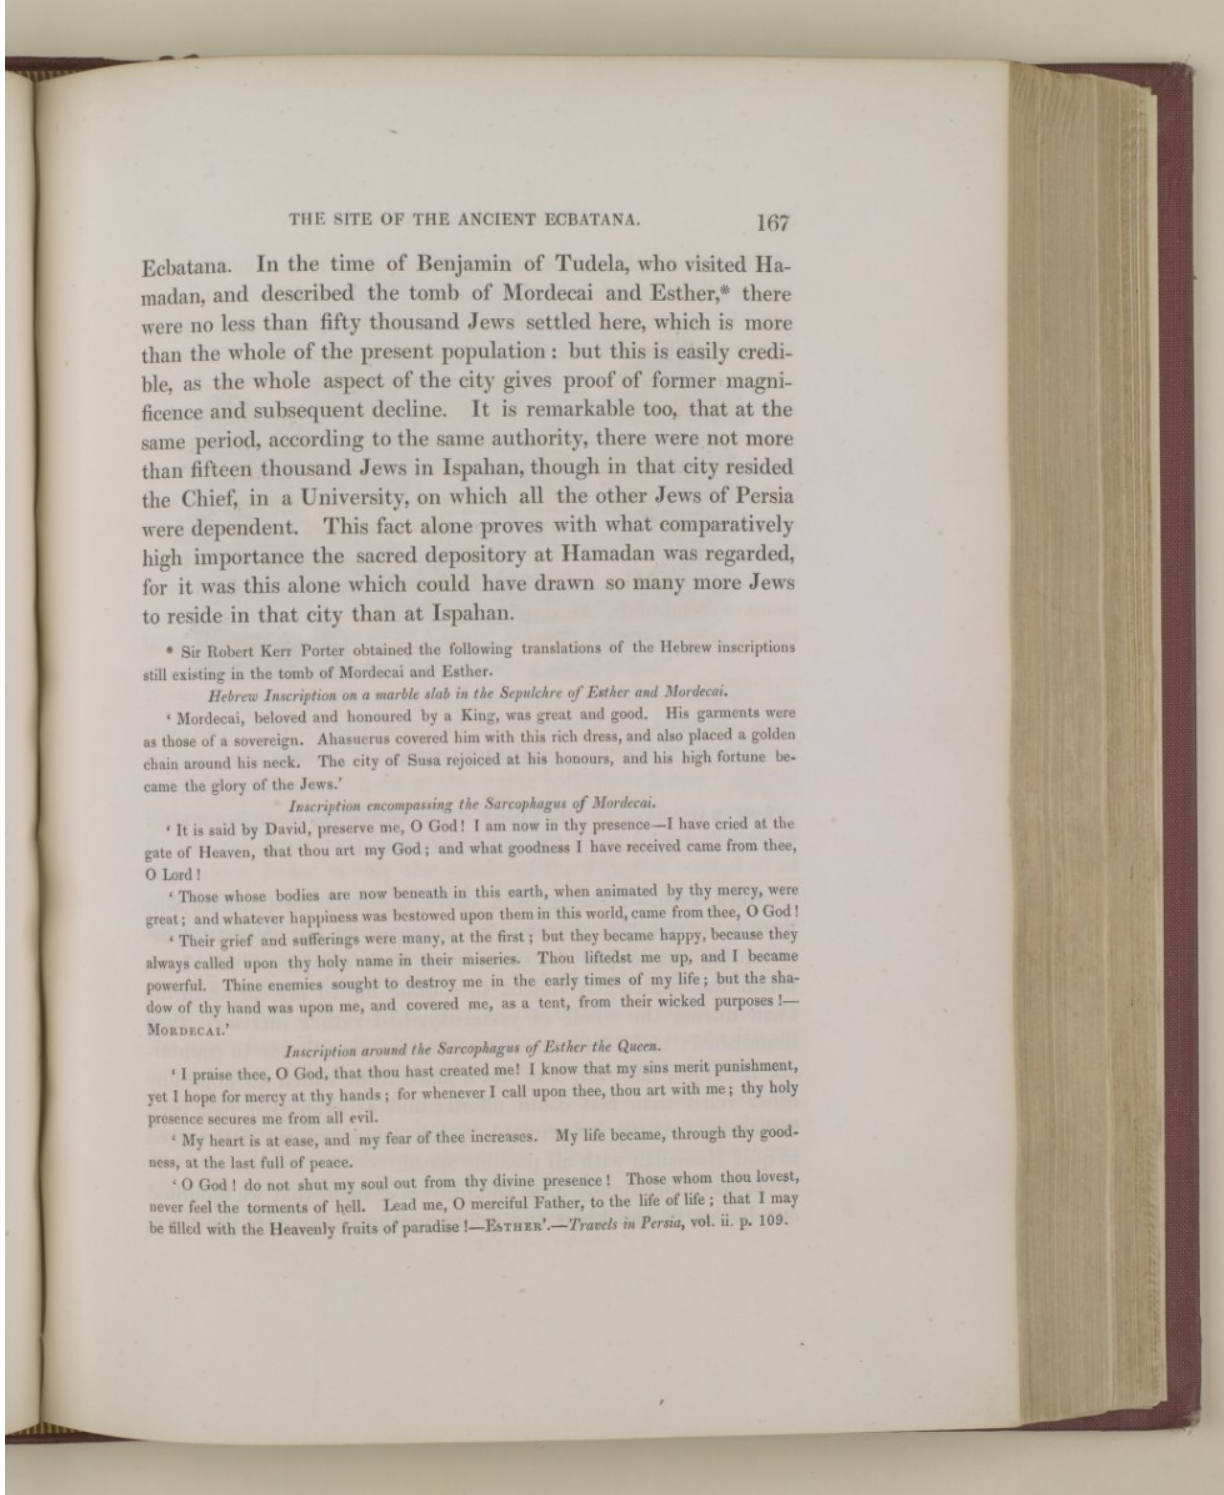 THE SITE OF THE ANCIENT ECBATANA. 167
Ecbatana. In the time of Benjamin of Tudela, who visited Ha-
madan, and described the tomb of Mordecai and Esther,* there
were no less than fifty thousand Jews settled here, which is more
than the whole of the present population : but this is easily credi-
ble, as the whole aspect of the city gives proof of former magni-
ficence and subsequent decline. It is remarkable too, that at the
same period, according to the same authority, there were not more
than fifteen thousand Jews in Ispahan, though in that city resided
the Chief, in a University, on which all the other Jews of Persia
were dependent. This fact alone proves with what comparatively
high importance the sacred depository at Hamadan was regarded,
for it was this alone which could have drawn so many more Jews
to reside in that city than at Ispahan.
* Sir Robert Kerr Porter obtained the following translations of the Hebrew inscriptions
still existing in the tomb of Mordecai and Esther.
Hebrew Inscription on a marble slab in the Sepulchre of Esther and Mordecai.
‘ Mordecai, beloved and honoured by a King, was great and good. His garments were
as those of a sovereign. Ahasuerus covered him with this rich dress, and also placed a golden
chain around his neck. The city of Susa rejoiced at his honours, and his high fortune be-
came the glory of the Jews.’
Inscription encompassing the Sarcophagus of Mordecai.
‘ It is said by David, preserve me, O God! I am now in thy presence—I have cried at the
gate of Heaven, that thou art my God ; and what goodness I have received came from thee,
O Lord !
‘ Those whose bodies are now beneath in this earth, when animated by thy mercy, were
great ; and whatever happiness was bestowed upon them in this world, came from thee, O God !
‘ Their grief and sufferings were many, at the first ; but they became happy, because they
always called upon thy holy name in their miseries. Thou liftedst me up, and I became
powerful. Thine enemies sought to destroy me in the early times of my life ; but the sha-
dow of thy hand was upon me, and covered me, as a tent, from their wicked purposes !—
MORDECAI.’
Inscription around the Sarcophagus of Esther the Queen.
‘ I praise thee, O God, that thou hast created me! I know that my sins merit punishment,
yet I hope for mercy at thy hands ; for whenever I call upon thee, thou art with me ; thy holy
presence secures me from all evil.
‘ My heart is at ease, and my fear of thee increases. My life became, through thy good-
ness, at the last full of peace.
‘ O God ! do not shut my soul out from thy divine presence ! Those whom thou lovest,
never feel the torments of hell. Lead me, O merciful Father, to the life of life ; that I may
be filled with the Heavenly fruits of paradise !—ESTHER’.—Travels in Persia, vol. ii. p. 109.